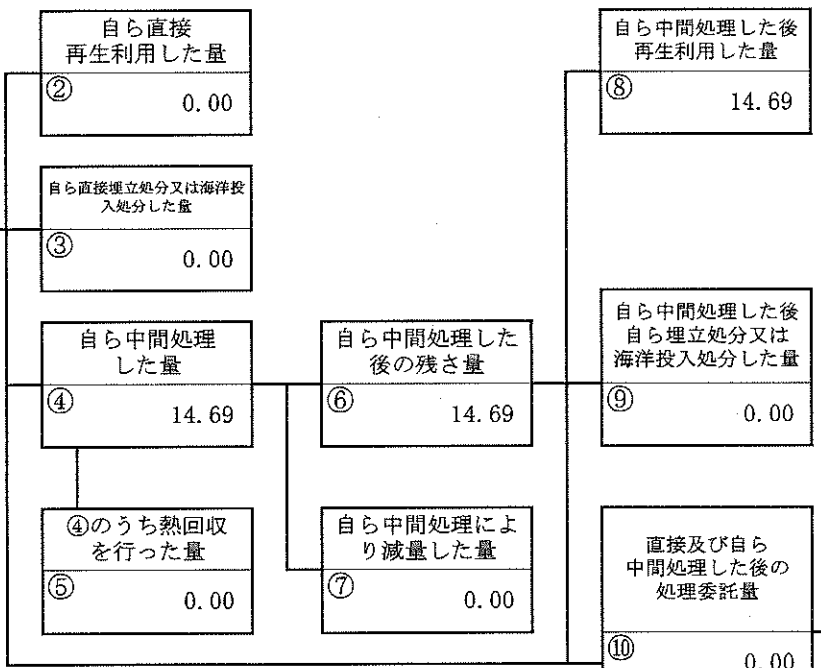 自ら直接
再生利用した量
②
0.00
自ら直接埋立処分又は海洋投
入処分した量
③
0.00
自ら中間処理
した量
④
14.69
④のうち熱回収
を行った量
⑤
0.00
自ら中間処理した
後の残さ量
⑥
14.69
自ら中間処理によ
り減量した量
⑦
0.00
自ら中間処理した後
再生利用した量
⑧
14.69
自ら中間処理した後
自ら埋立処分又は
海洋投入処分した量
⑨
0.00
直接及び自ら
中間処理した後の
処理委託量
⑩
0.00